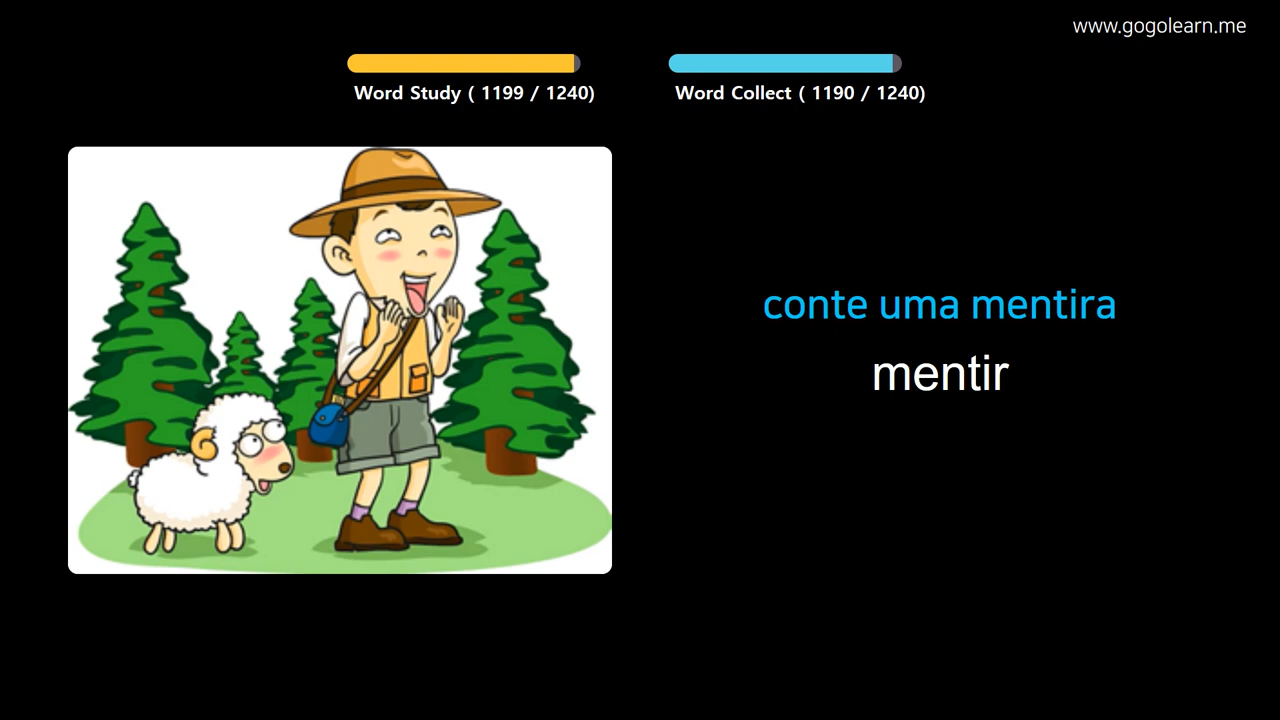 www.gogolearn.me
Word Study ( 1199 / 1240)
Word Collect ( 1190 / 1240)
conte uma mentira
mentir